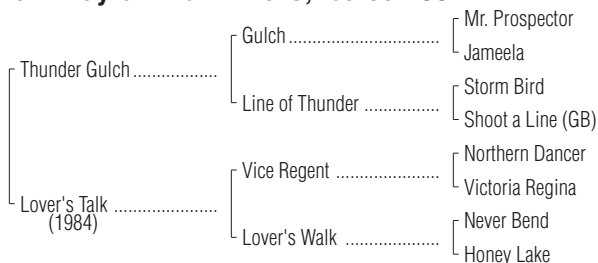 Mr. Prospector
Gulch
Jameela
Thunder Gulch
Storm Bird
Line of Thunder
Shoot a Line (GB)
Northern Dancer
Vice Regent
Victoria Regina
Lover's Talk
(1984)
Never Bend
Lover's Walk
Honey Lake